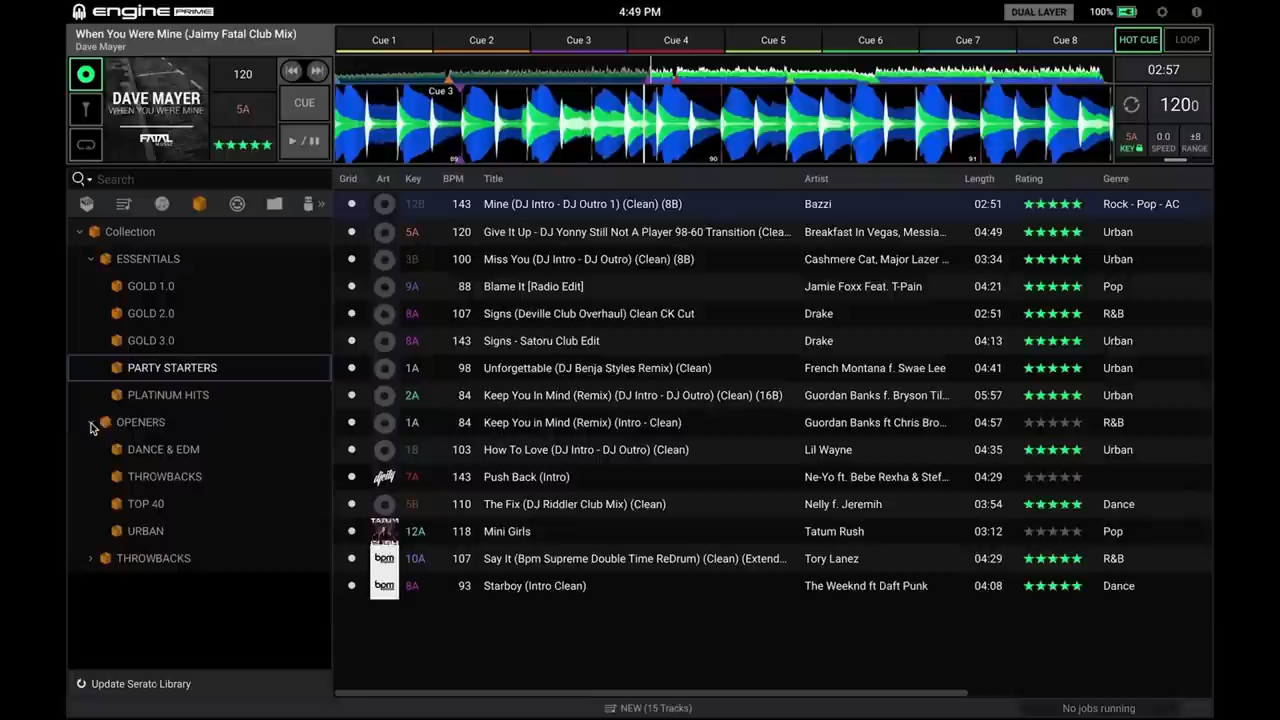 engine PRIME
4:49 PM
DUAL LAYER
100%
When You Were Mine (Jaimy Fatal Club Mix)
Dave Mayer
Cue 1
Cue 2
Cue 3
Cue 4
Cue 5
Cue 6
Cue 7
Cue 8
HOT CUE
LOOP
DAVE MAYER
WHEN YOU WERE MINE
FATAL
120
5A
CUE
Cue 3
89
90
91
02:57
1200
5A
KEY
0.0
SPEED
±8
RANGE
Search
Collection
ESSENTIALS
GOLD 1.0
GOLD 2.0
GOLD 3.0
PARTY STARTERS
PLATINUM HITS
OPENERS
DANCE & EDM
THROWBACKS
TOP 40
URBAN
THROWBACKS
Update Serato Library
Grid Art Key BPM Title Artist Length Rating Genre
12B 143 Mine (DJ Intro - DJ Outro 1) (Clean) (8B) Bazzi 02:51 Rock - Pop - AC
5A 120 Give It Up - DJ Yonny Still Not A Player 98-60 Transition (Clea... Breakfast In Vegas, Messia... 04:49 Urban
3B 100 Miss You (DJ Intro - DJ Outro) (Clean) (8B) Cashmere Cat, Major Lazer ... 03:34 Urban
9A 88 Blame It [Radio Edit] Jamie Foxx Feat. T-Pain 04:21 Pop
8A 107 Signs (Deville Club Overhaul) Clean CK Cut Drake 02:51 R&B
8A 143 Signs - Satoru Club Edit Drake 04:13 Urban
1A 98 Unforgettable (DJ Benja Styles Remix) (Clean) French Montana f. Swae Lee 04:41 Urban
2A 84 Keep You In Mind (Remix) (DJ Intro - DJ Outro) (Clean) (16B) Guordan Banks f. Bryson Til... 05:57 Urban
1A 84 Keep You in Mind (Remix) (Intro - Clean) Guordan Banks ft Chris Bro... 04:57 R&B
1B 103 How To Love (DJ Intro - DJ Outro) (Clean) Lil Wayne 04:35 Urban
djcity 7A 143 Push Back (Intro) Ne-Yo ft. Bebe Rexha & Stef... 04:29
5B 110 The Fix (DJ Riddler Club Mix) (Clean) Nelly f. Jeremih 03:54 Dance
TATUM 12A 118 Mini Girls Tatum Rush 03:12 Pop
bpm 10A 107 Say It (Bpm Supreme Double Time ReDrum) (Clean) (Extend... Tory Lanez 04:29 R&B
bpm 8A 93 Starboy (Intro Clean) The Weeknd ft Daft Punk 04:08 Dance
NEW (15 Tracks)
No jobs running